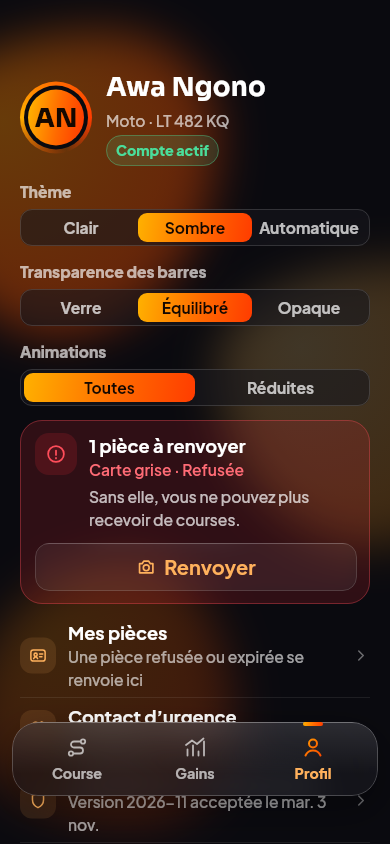 Awa Ngono
AN
Moto · LT 482 KQ
Compte actif
Thème
Clair
Sombre
Automatique
Transparence des barres
Verre
Équilibré
Opaque
Animations
Toutes
Réduites
1 pièce à renvoyer
Carte grise · Refusée
Sans elle, vous ne pouvez plus
recevoir de courses.
Renvoyer
Mes pièces
Une pièce refusée ou expirée se
renvoie ici
Contact d’urgence
Course
Gains
Profil
Version 2026-11 acceptée le mar. 3
nov.